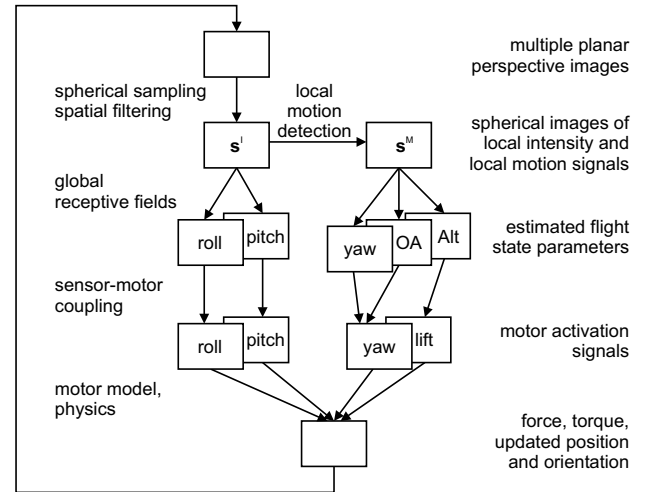 multiple planar
perspective images
spherical sampling
spatial filtering
local
motion
detection
s^I
s^M
spherical images of
local intensity and
local motion signals
global
receptive fields
roll
pitch
yaw
OA
Alt
estimated flight
state parameters
sensor-motor
coupling
roll
pitch
yaw
lift
motor activation
signals
motor model,
physics
force, torque,
updated position
and orientation